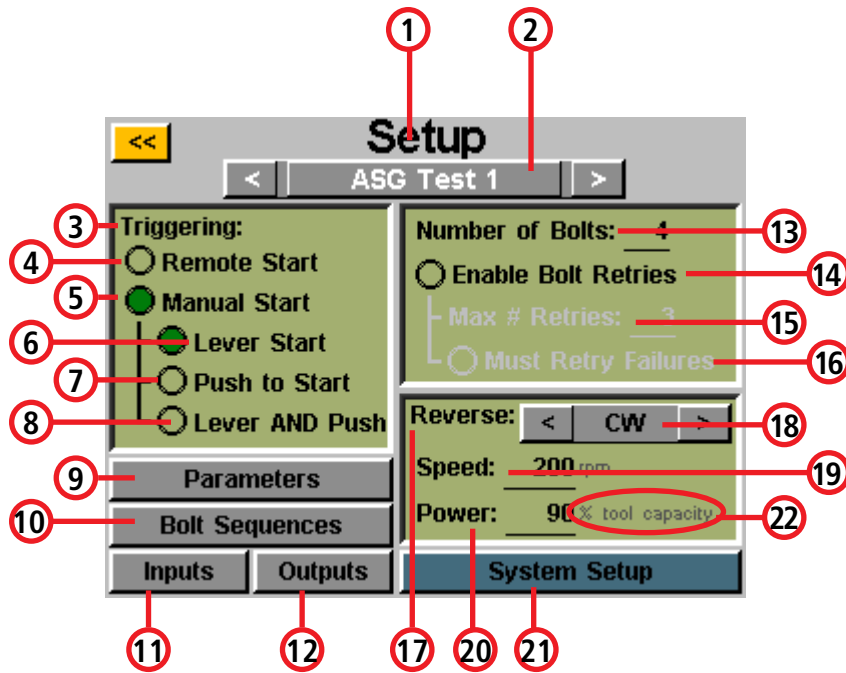 1
2
<<
Setup
< ASG Test 1 >
3
Triggering:
4
Remote Start
5
Manual Start
6
Lever Start
7
Push to Start
8
Lever AND Push
9
Parameters
10
Bolt Sequences
Inputs
Outputs
11
12
Number of Bolts: 4
13
Enable Bolt Retries
14
Max # Retries: 3
15
Must Retry Failures
16
Reverse: < CW >
18
Speed: 200 rpm
19
Power: 90 % tool capacity
22
System Setup
17
20
21